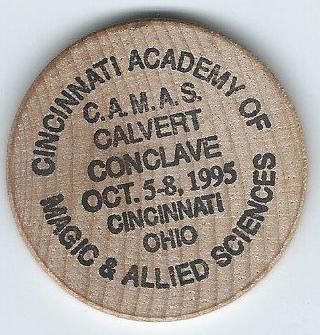 CINCINNATI ACADEMY OF
C.A.M.A.S.
CALVERT
CONCLAVE
OCT. 5-8, 1995
CINCINNATI
OHIO
MAGIC & ALLIED SCIENCES